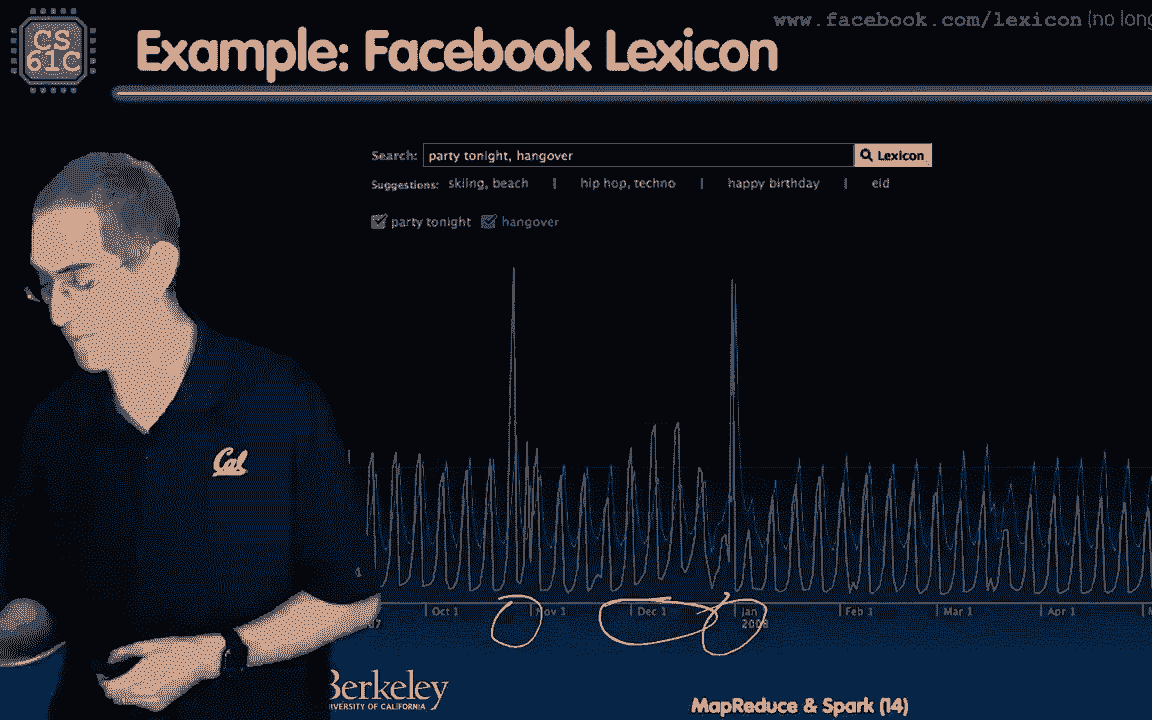 www.facebook.com/lexicon (no long
CS
61C
Example: Facebook Lexicon
Search: party tonight, hangover Lexicon
Suggestions: skiing, beach | hip hop, techno | happy birthday | eid
party tonight hangover
Cal
1
Oct 1 Nov 1 Dec 1 Jan Feb 1 Mar 1 Apr 1
07 2008
Berkeley
UNIVERSITY OF CALIFORNIA
MapReduce & Spark (14)